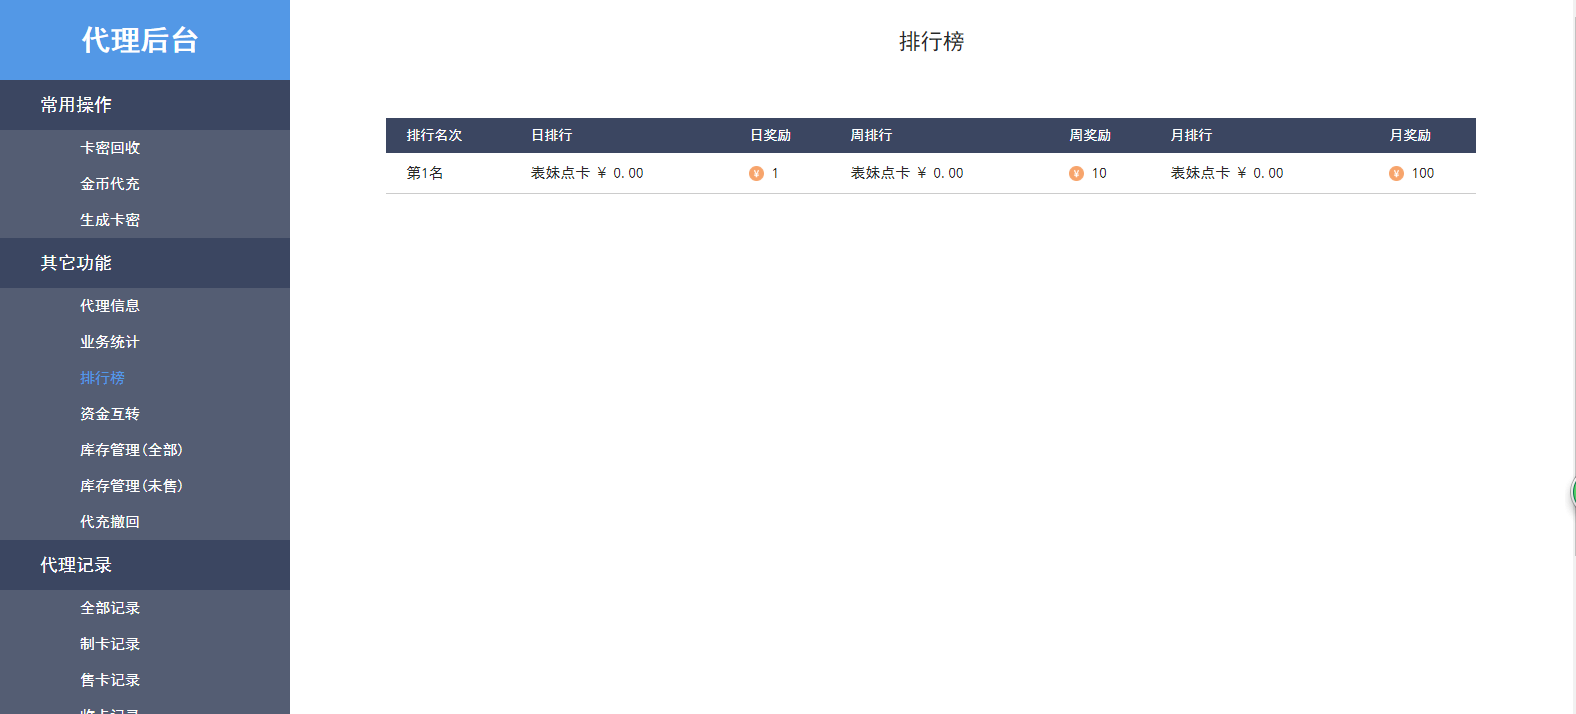 代理后台
常用操作
卡密回收
金币代充
生成卡密
其它功能
代理信息
业务统计
排行榜
资金互转
库存管理(全部)
库存管理(未售)
代充撤回
代理记录
全部记录
制卡记录
售卡记录
收卡记录
排行榜
排行名次 日排行 日奖励 周排行 周奖励 月排行 月奖励
第1名 表妹点卡 ¥ 0.00 ¥ 1 表妹点卡 ¥ 0.00 ¥ 10 表妹点卡 ¥ 0.00 ¥ 100